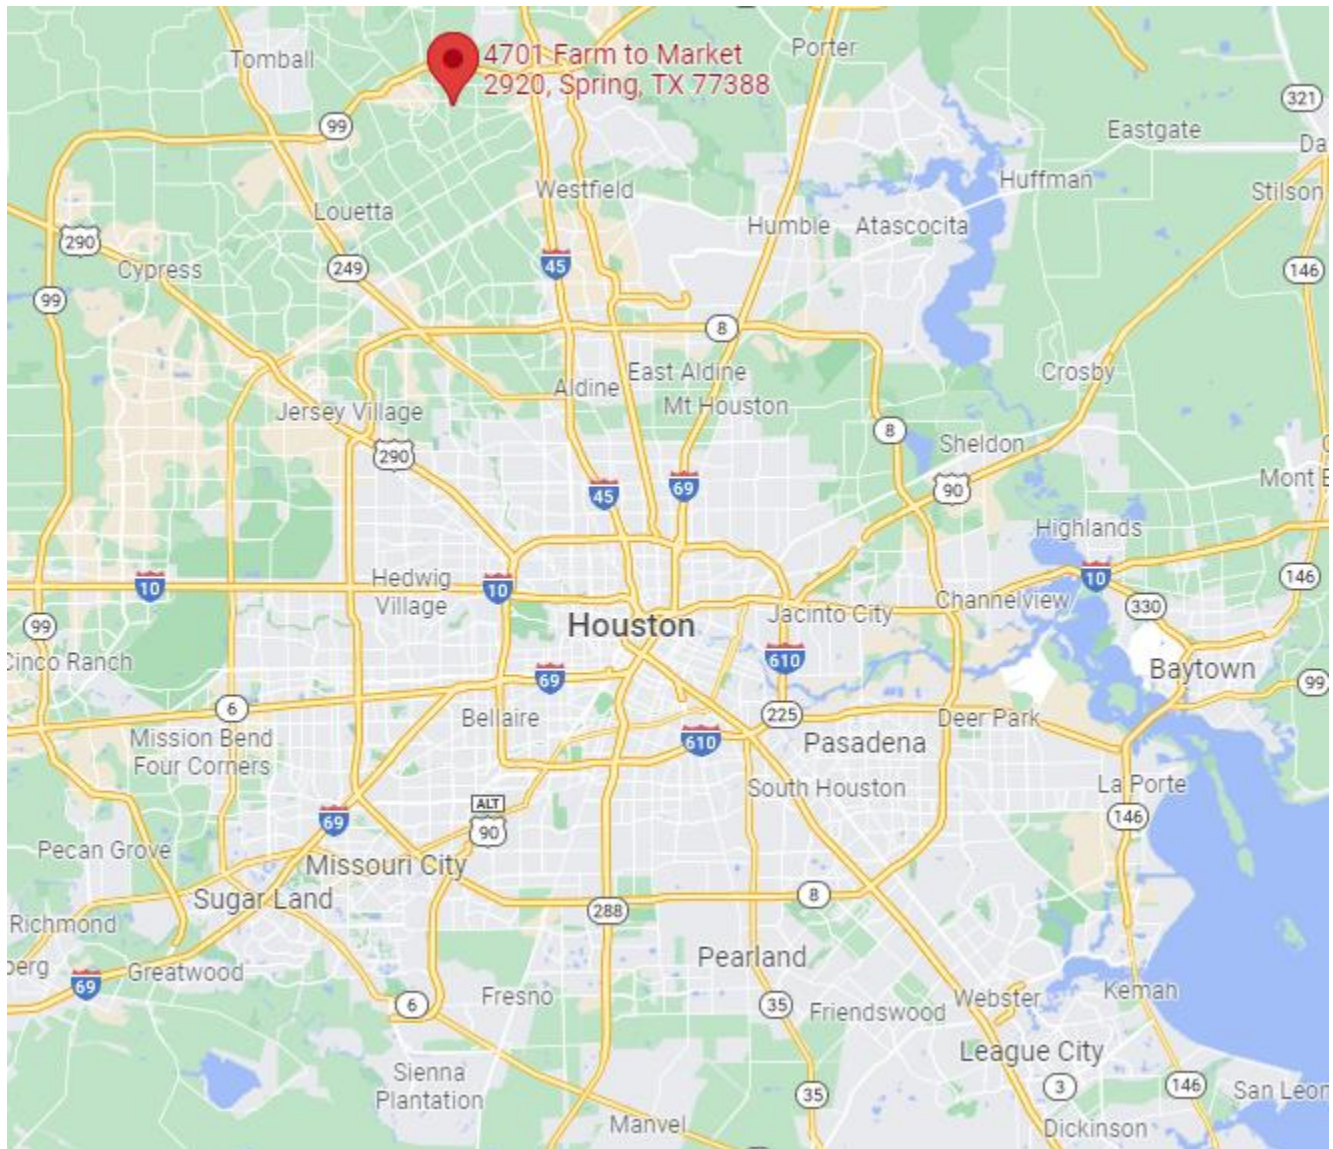 Tomball
4701 Farm to Market
2920, Spring, TX 77388
Porter
321
99
Eastgate
Da
Huffman
Stilson
Westfield
Louetta
Humble
Atascocita
290
Cypress
249
45
146
99
8
East Aldine
Aldine
Mt Houston
Crosby
Jersey Village
8
Sheldon
290
45
69
90
Mont B
Highlands
10
Hedwig
Village
10
10
146
330
Channelview
Jacinto City
Houston
99
Cinco Ranch
610
Baytown
69
99
6
Bellaire
225
Deer Park
Mission Bend
Four Corners
610
Pasadena
South Houston
La Porte
ALT
90
69
146
Pecan Grove
Missouri City
Sugar Land
8
288
Richmond
berg
Greatwood
69
Pearland
Fresno
6
35
Friendswood
Webster
Kemah
League City
Sienna
Plantation
35
3
146
San Leon
Manvel
Dickinson